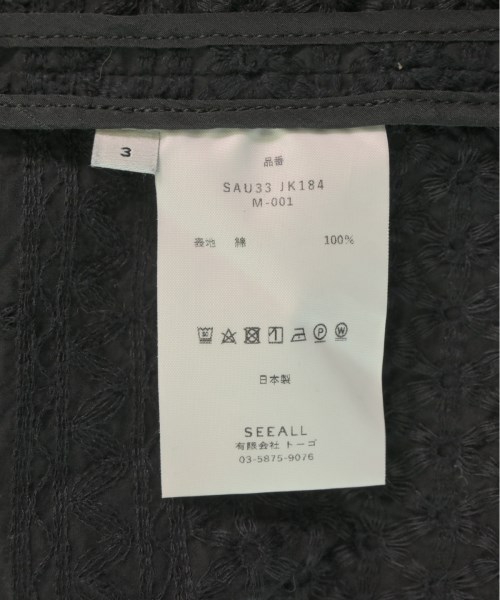 3
品番
SAU33 JK184
M-001
表地 綿 100%
日本製
SEEALL
有限会社 トーゴ
03-5875-9076